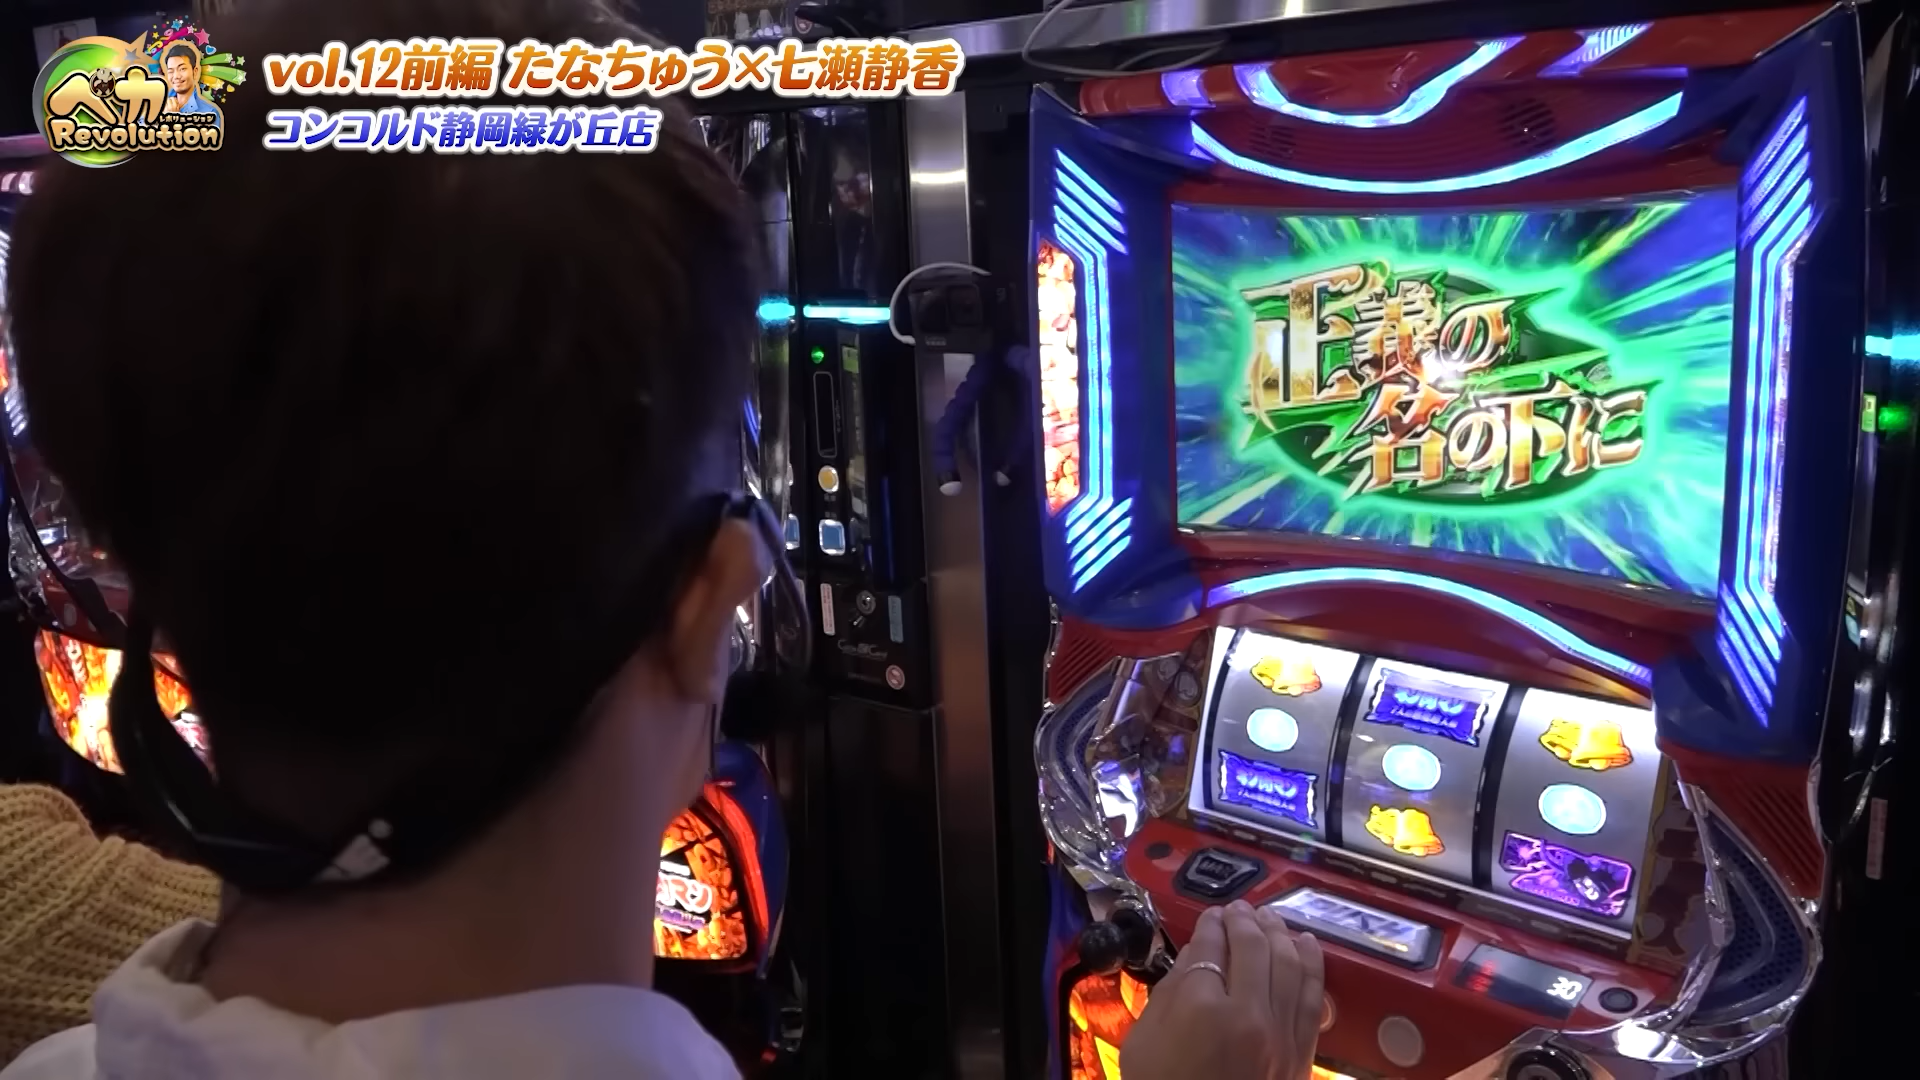 vol.12前編 たなちゅう×七瀬静香
コンコルド静岡緑が丘店
ペカ
レボリューション
Revolution
正義の
名の下に
30